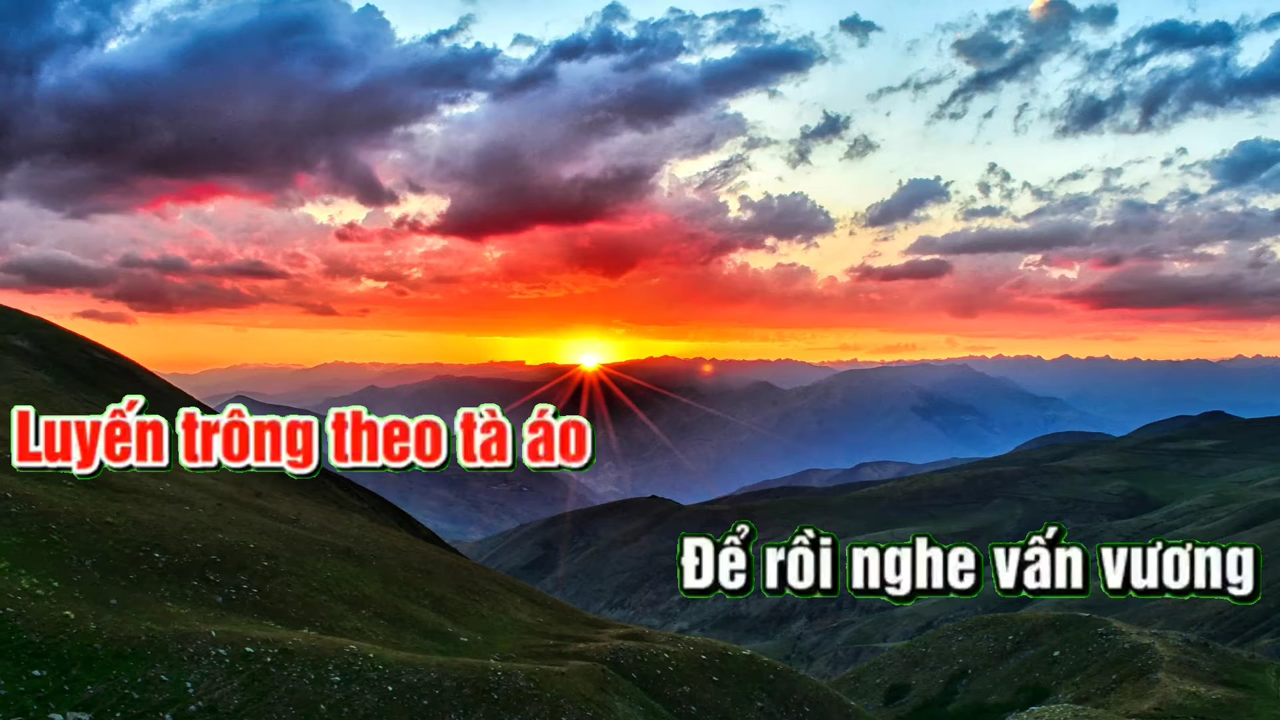 Luyến trông theo tà áo
Để rồi nghe vấn vương